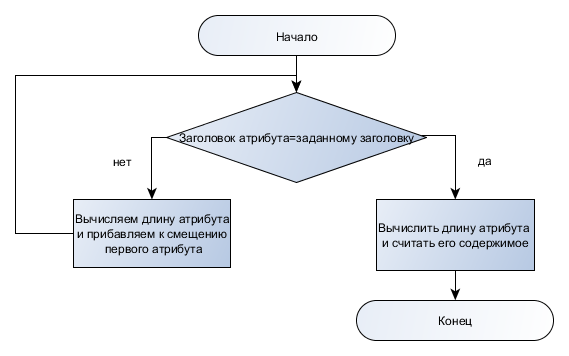 Начало
Заголовок атрибута=заданному заголовку
нет
да
Вычисляем длину атрибута
и прибавляем к смещению
первого атрибута
Вычислить длину атрибута
и считать его содержимое
Конец